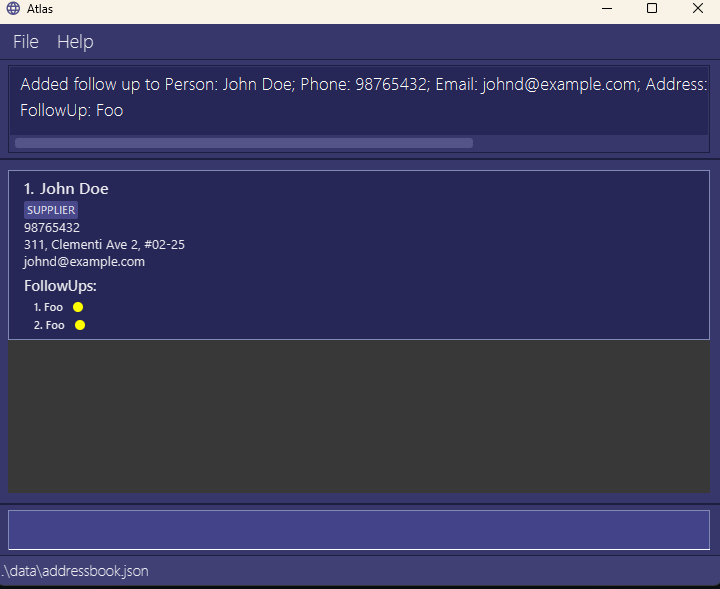 Atlas
File Help
Added follow up to Person: John Doe; Phone: 98765432; Email: johnd@example.com; Address:
FollowUp: Foo
1. John Doe
SUPPLIER
98765432
311, Clementi Ave 2, #02-25
johnd@example.com
FollowUps:
1. Foo
2. Foo
.\data\addressbook.json